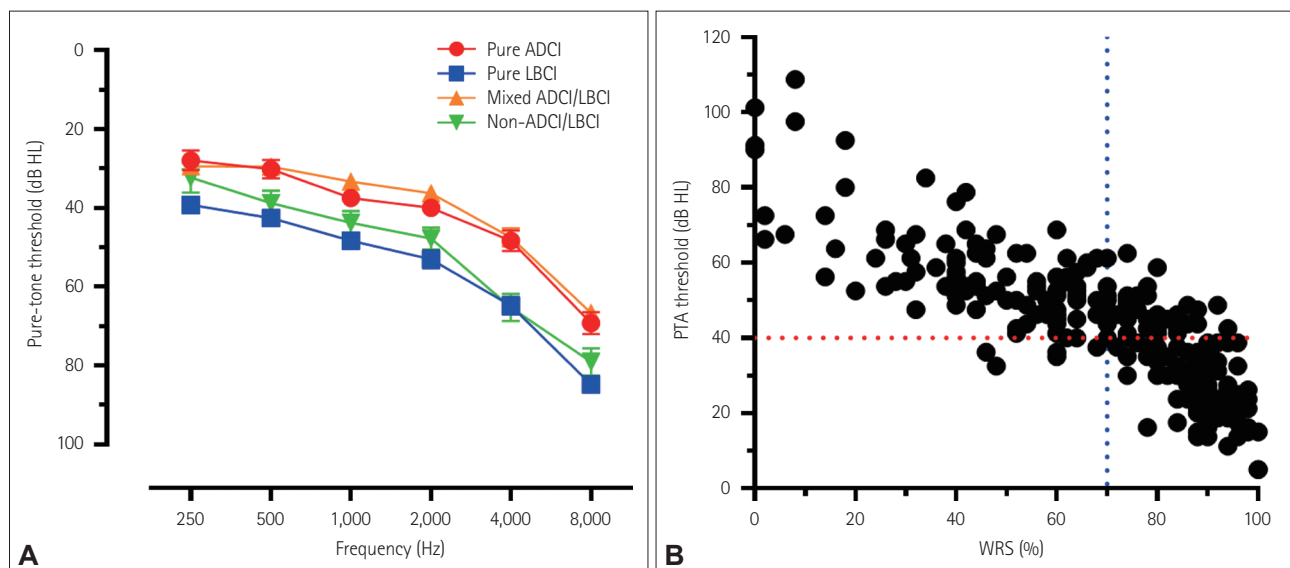 0
20
40
60
80
100
Pure-tone threshold (dB HL)
Pure ADCI
Pure LBCI
Mixed ADCI/LBCI
Non-ADCI/LBCI
250 500 1,000 2,000 4,000 8,000
Frequency (Hz)
A
120
100
80
60
40
20
0
PTA threshold (dB HL)
0 20 40 60 80 100
WRS (%)
B